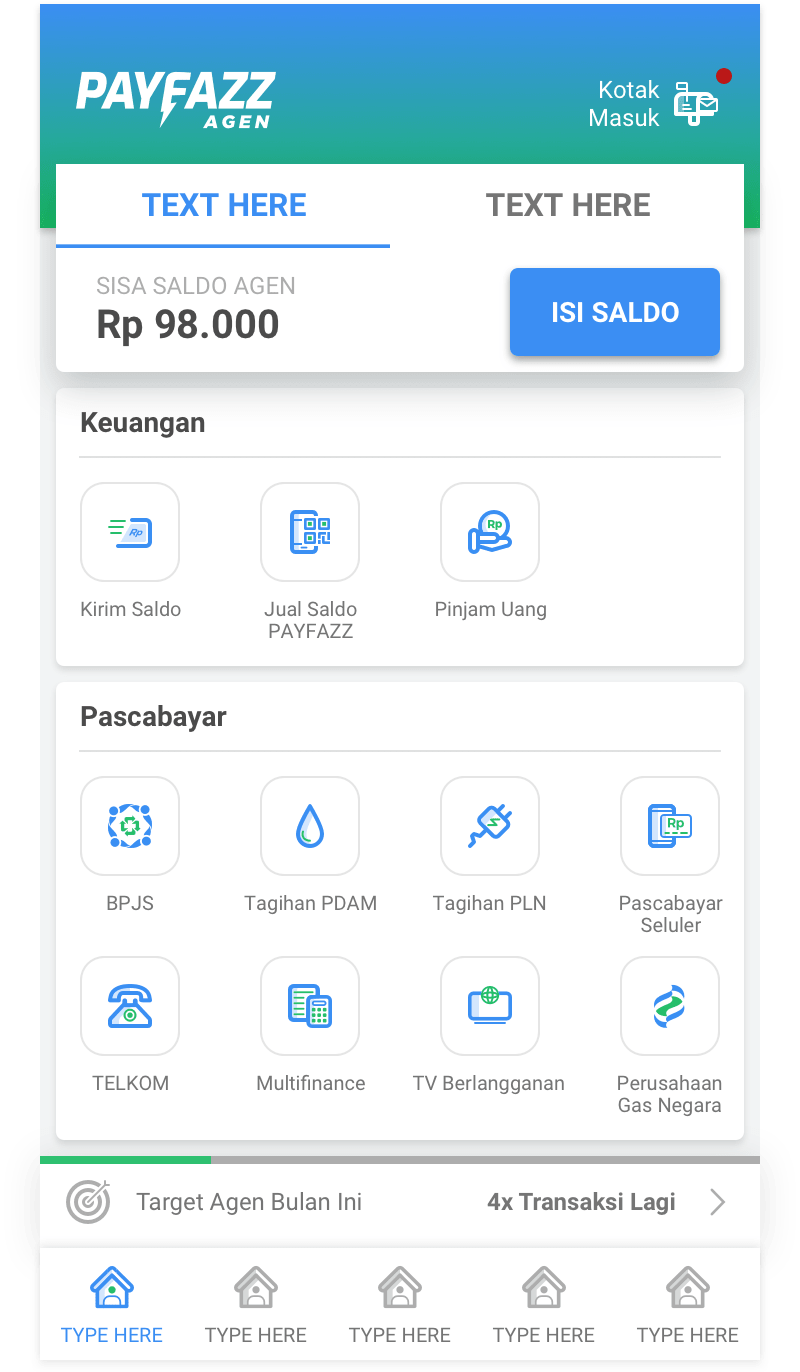 PAYFAZZ
AGEN
Kotak
Masuk
TEXT HERE
TEXT HERE
SISA SALDO AGEN
Rp 98.000
ISI SALDO
Keuangan
Rp
Rp
Kirim Saldo
Jual Saldo
PAYFAZZ
Pinjam Uang
Pascabayar
Rp
BPJS
Tagihan PDAM
Tagihan PLN
Pascabayar
Seluler
TELKOM
Multifinance
TV Berlangganan
Perusahaan
Gas Negara
Target Agen Bulan Ini
4x Transaksi Lagi
TYPE HERE
TYPE HERE
TYPE HERE
TYPE HERE
TYPE HERE